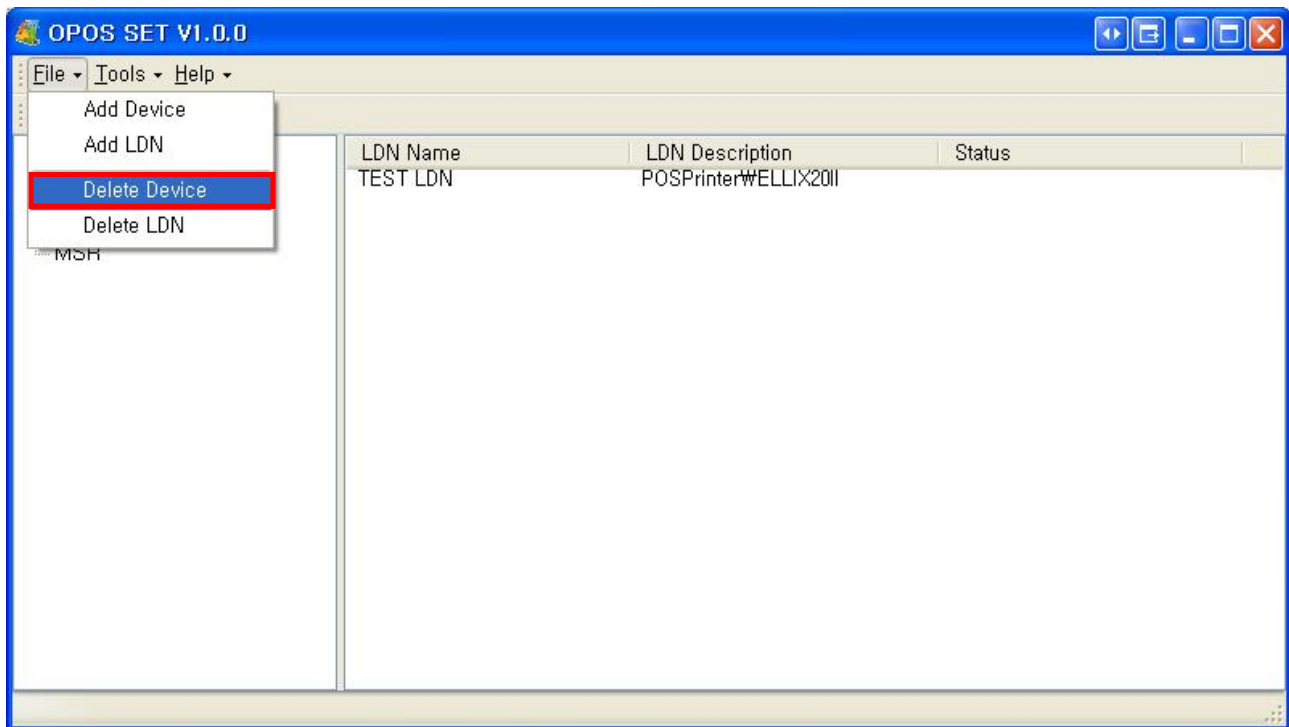 OPOS SET V1.0.0
File Tools Help
Add Device
Add LDN
Delete Device
Delete LDN
MSR
LDN Name LDN Description Status
TEST LDN POSPrinter₩ELLIX20II